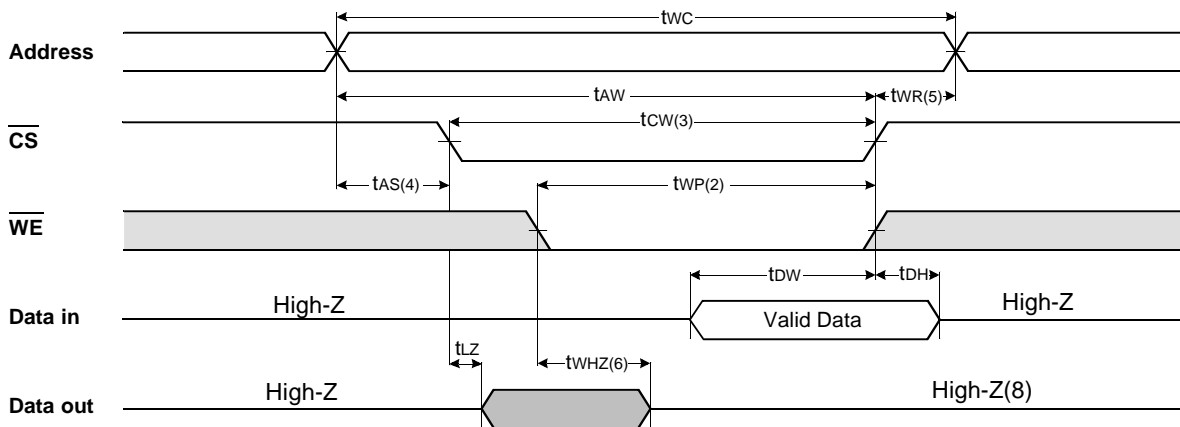 tWC
Address
tAW
tWR(5)
tCW(3)
CS
tAS(4)
tWP(2)
WE
tDW
tDH
High-Z
High-Z
Data in
Valid Data
tLZ
tWHZ(6)
High-Z
High-Z(8)
Data out